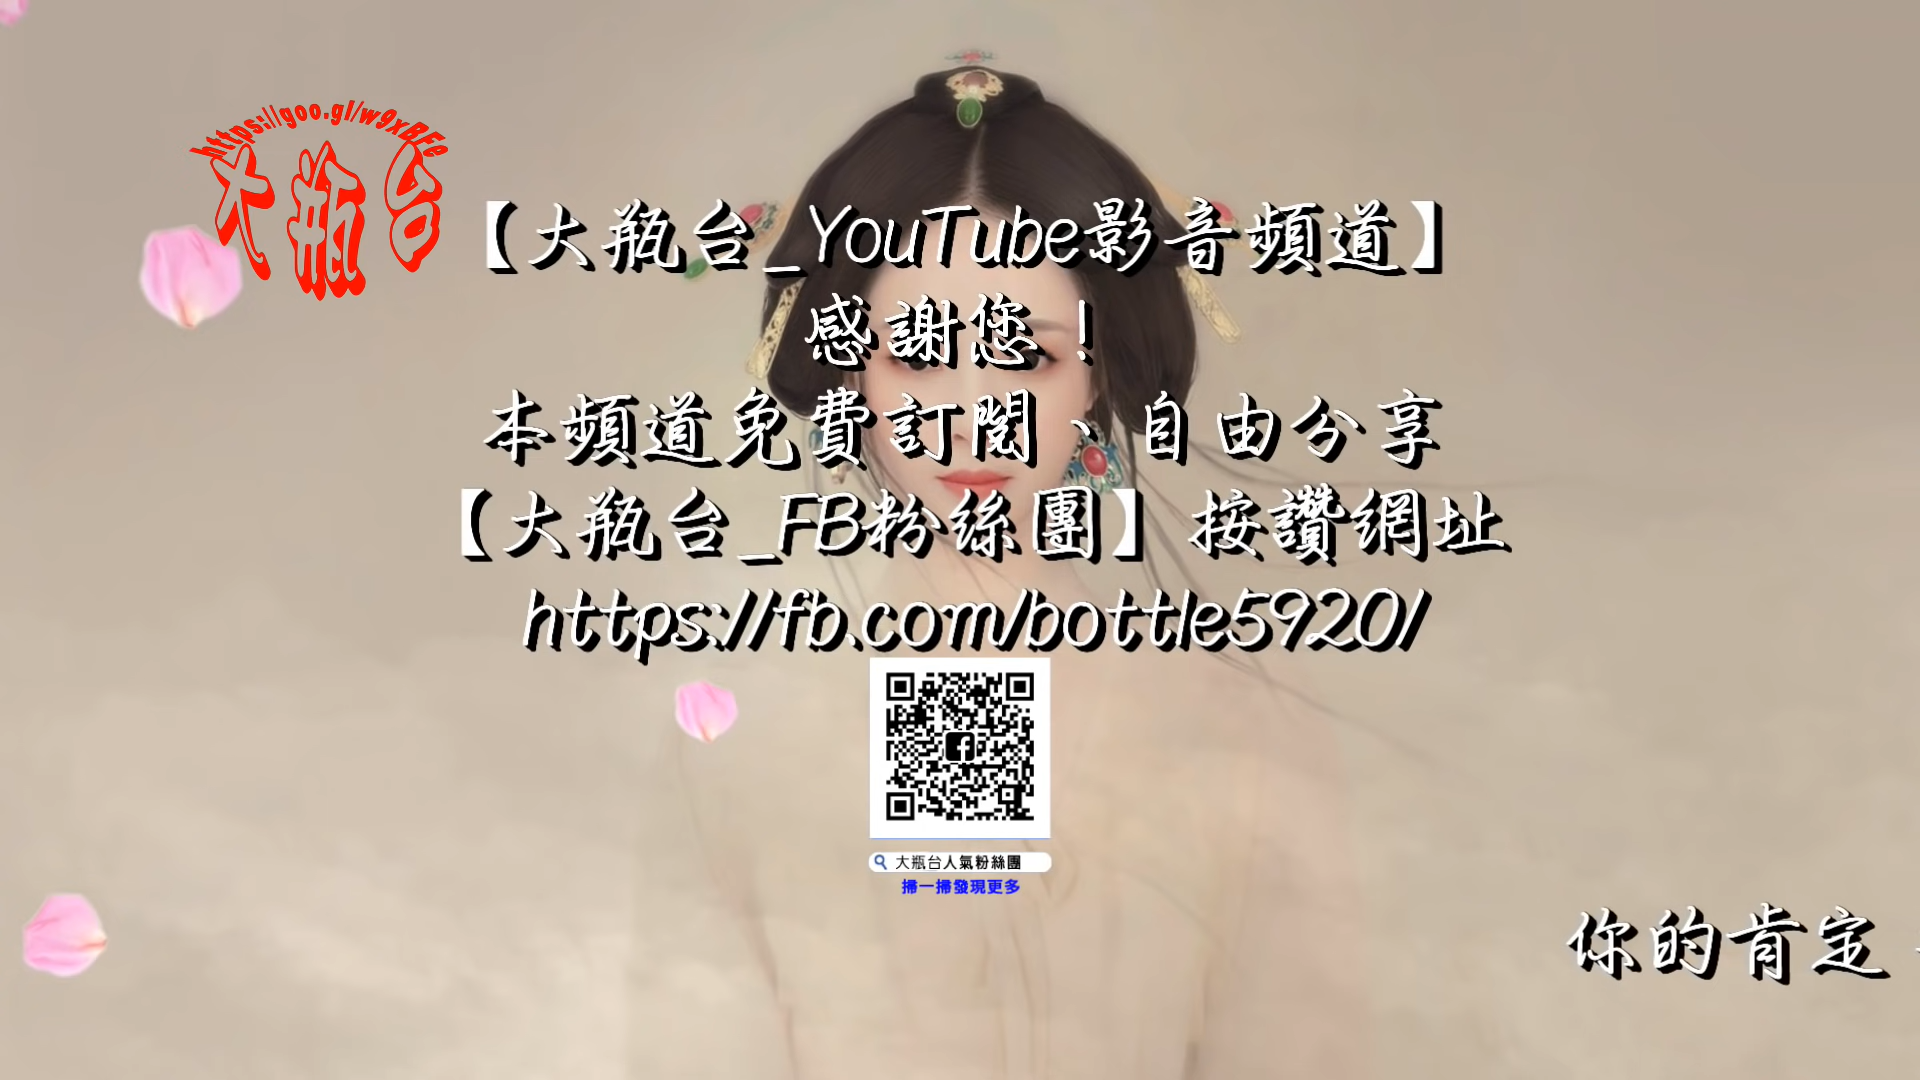 https://goo.gl/w9xBFe
大瓶台
【大瓶台_YouTube影音頻道】
感謝您！
本頻道免費訂閱、自由分享
【大瓶台_FB粉絲團】按讚網址
https://fb.com/bottle5920/
大瓶台人氣粉絲團
掃一掃發現更多
你的肯定